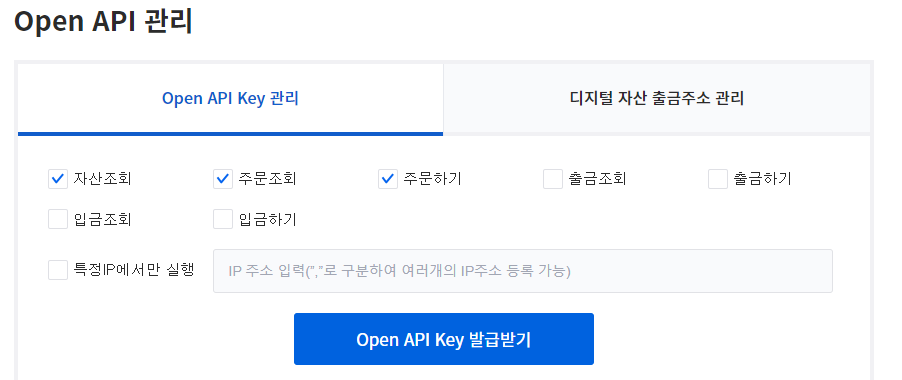 Open API 관리
Open API Key 관리 디지털 자산 출금주소 관리
자산조회 주문조회 주문하기 출금조회 출금하기
입금조회 입금하기
특정IP에서만 실행 IP 주소 입력(","로 구분하여 여러개의 IP주소 등록 가능)
Open API Key 발급받기